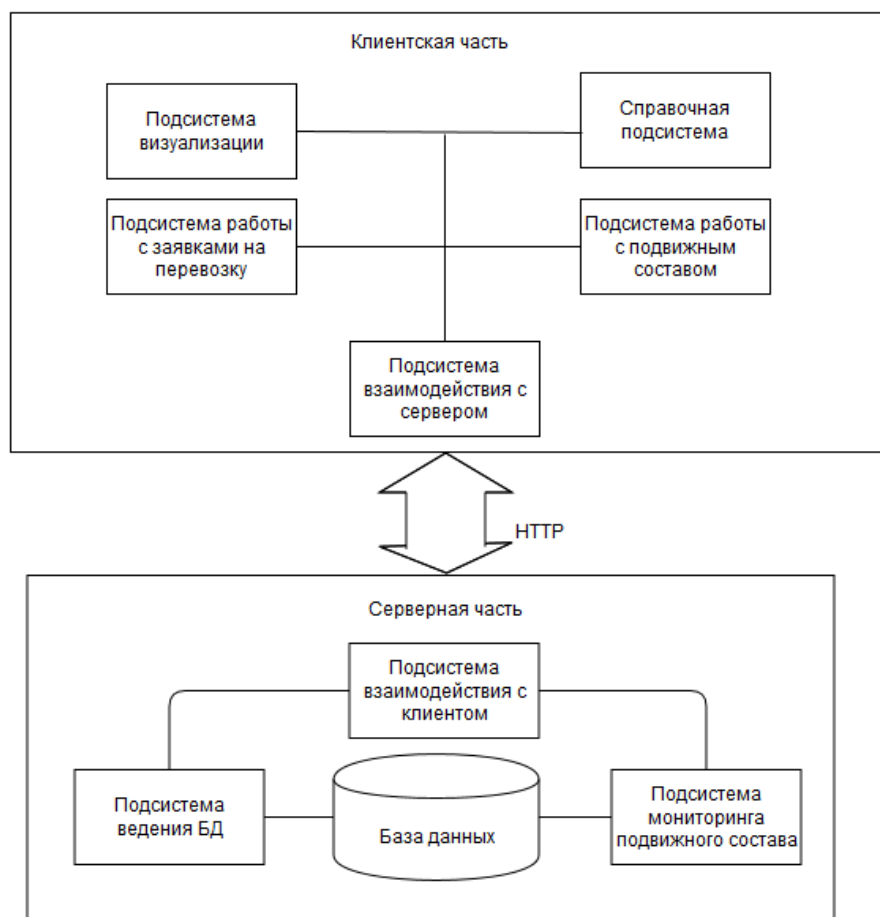 Клиентская часть
Подсистема
визуализации
Справочная
подсистема
Подсистема работы
с заявками на
перевозку
Подсистема работы
с подвижным
составом
Подсистема
взаимодействия с
сервером
HTTP
Серверная часть
Подсистема
взаимодействия с
клиентом
Подсистема
ведения БД
База данных
Подсистема
мониторинга
подвижного состава